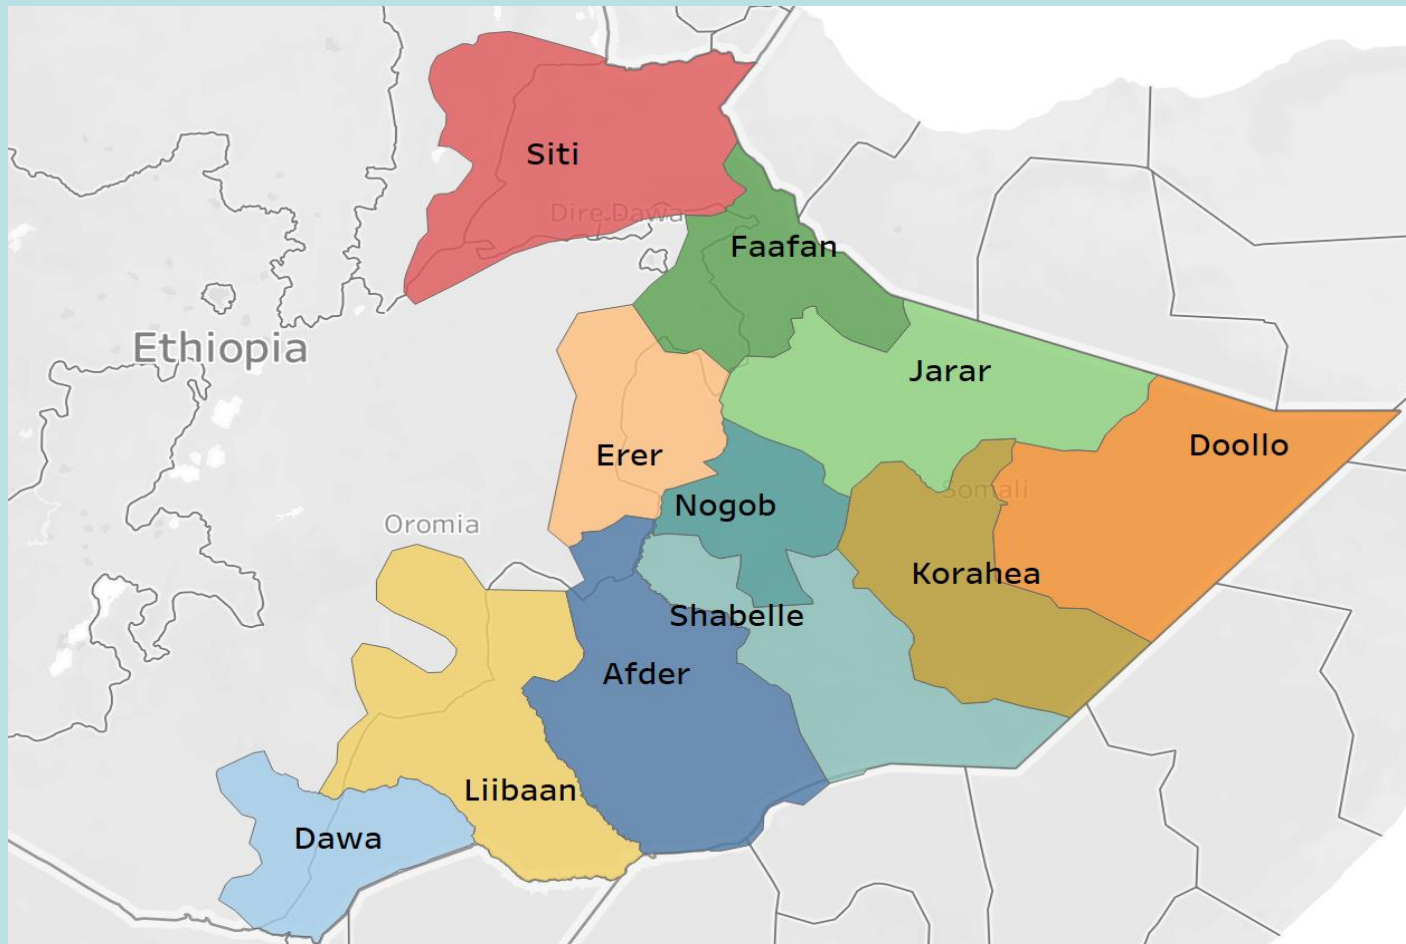 Siti
Dire Dawa
Faafan
Ethiopia
Jarar
Doollo
Erer
Somali
Nogob
Oromia
Korahea
Shabelle
Afder
Liibaan
Dawa